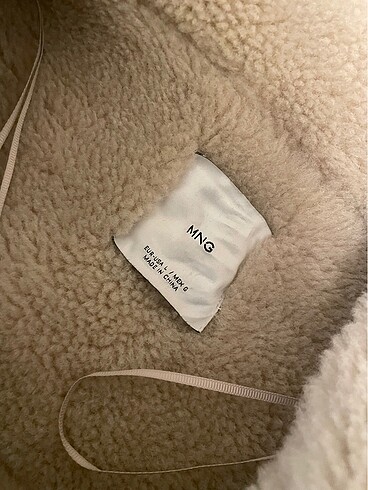 MNG
EUR-USA L / MEX G
MADE IN CHINA